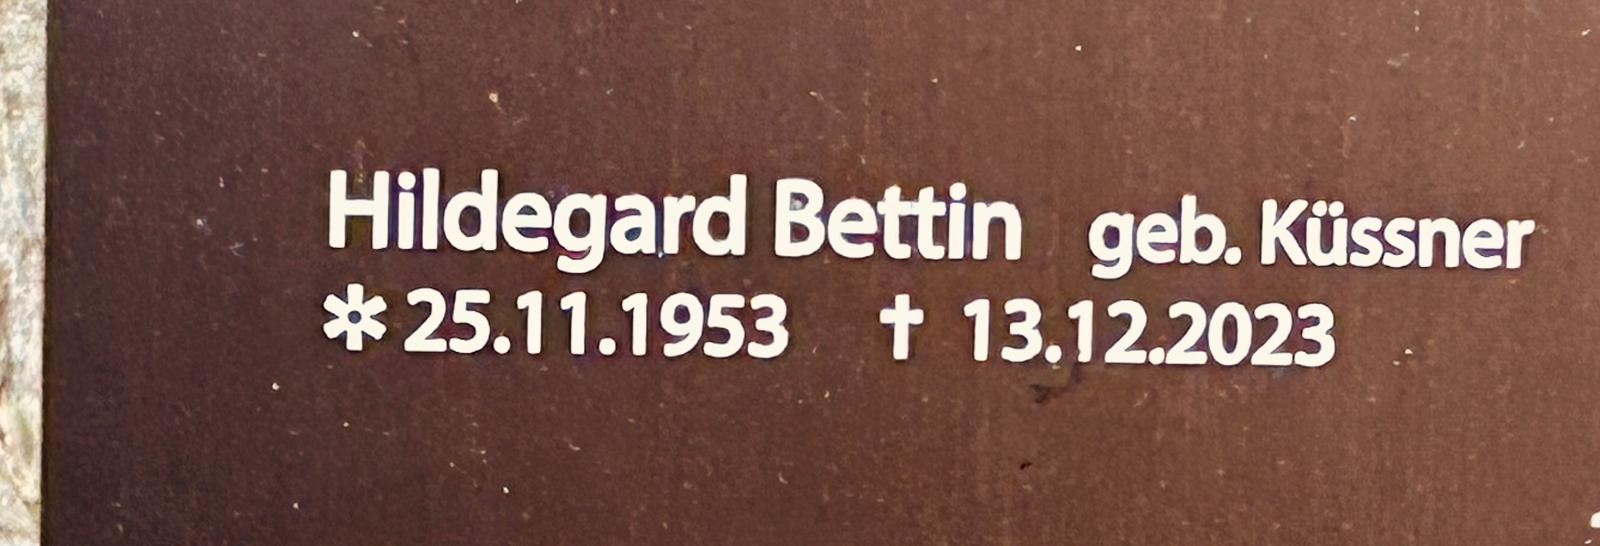 Hildegard Bettin geb. Küssner
* 25.11.1953 † 13.12.2023